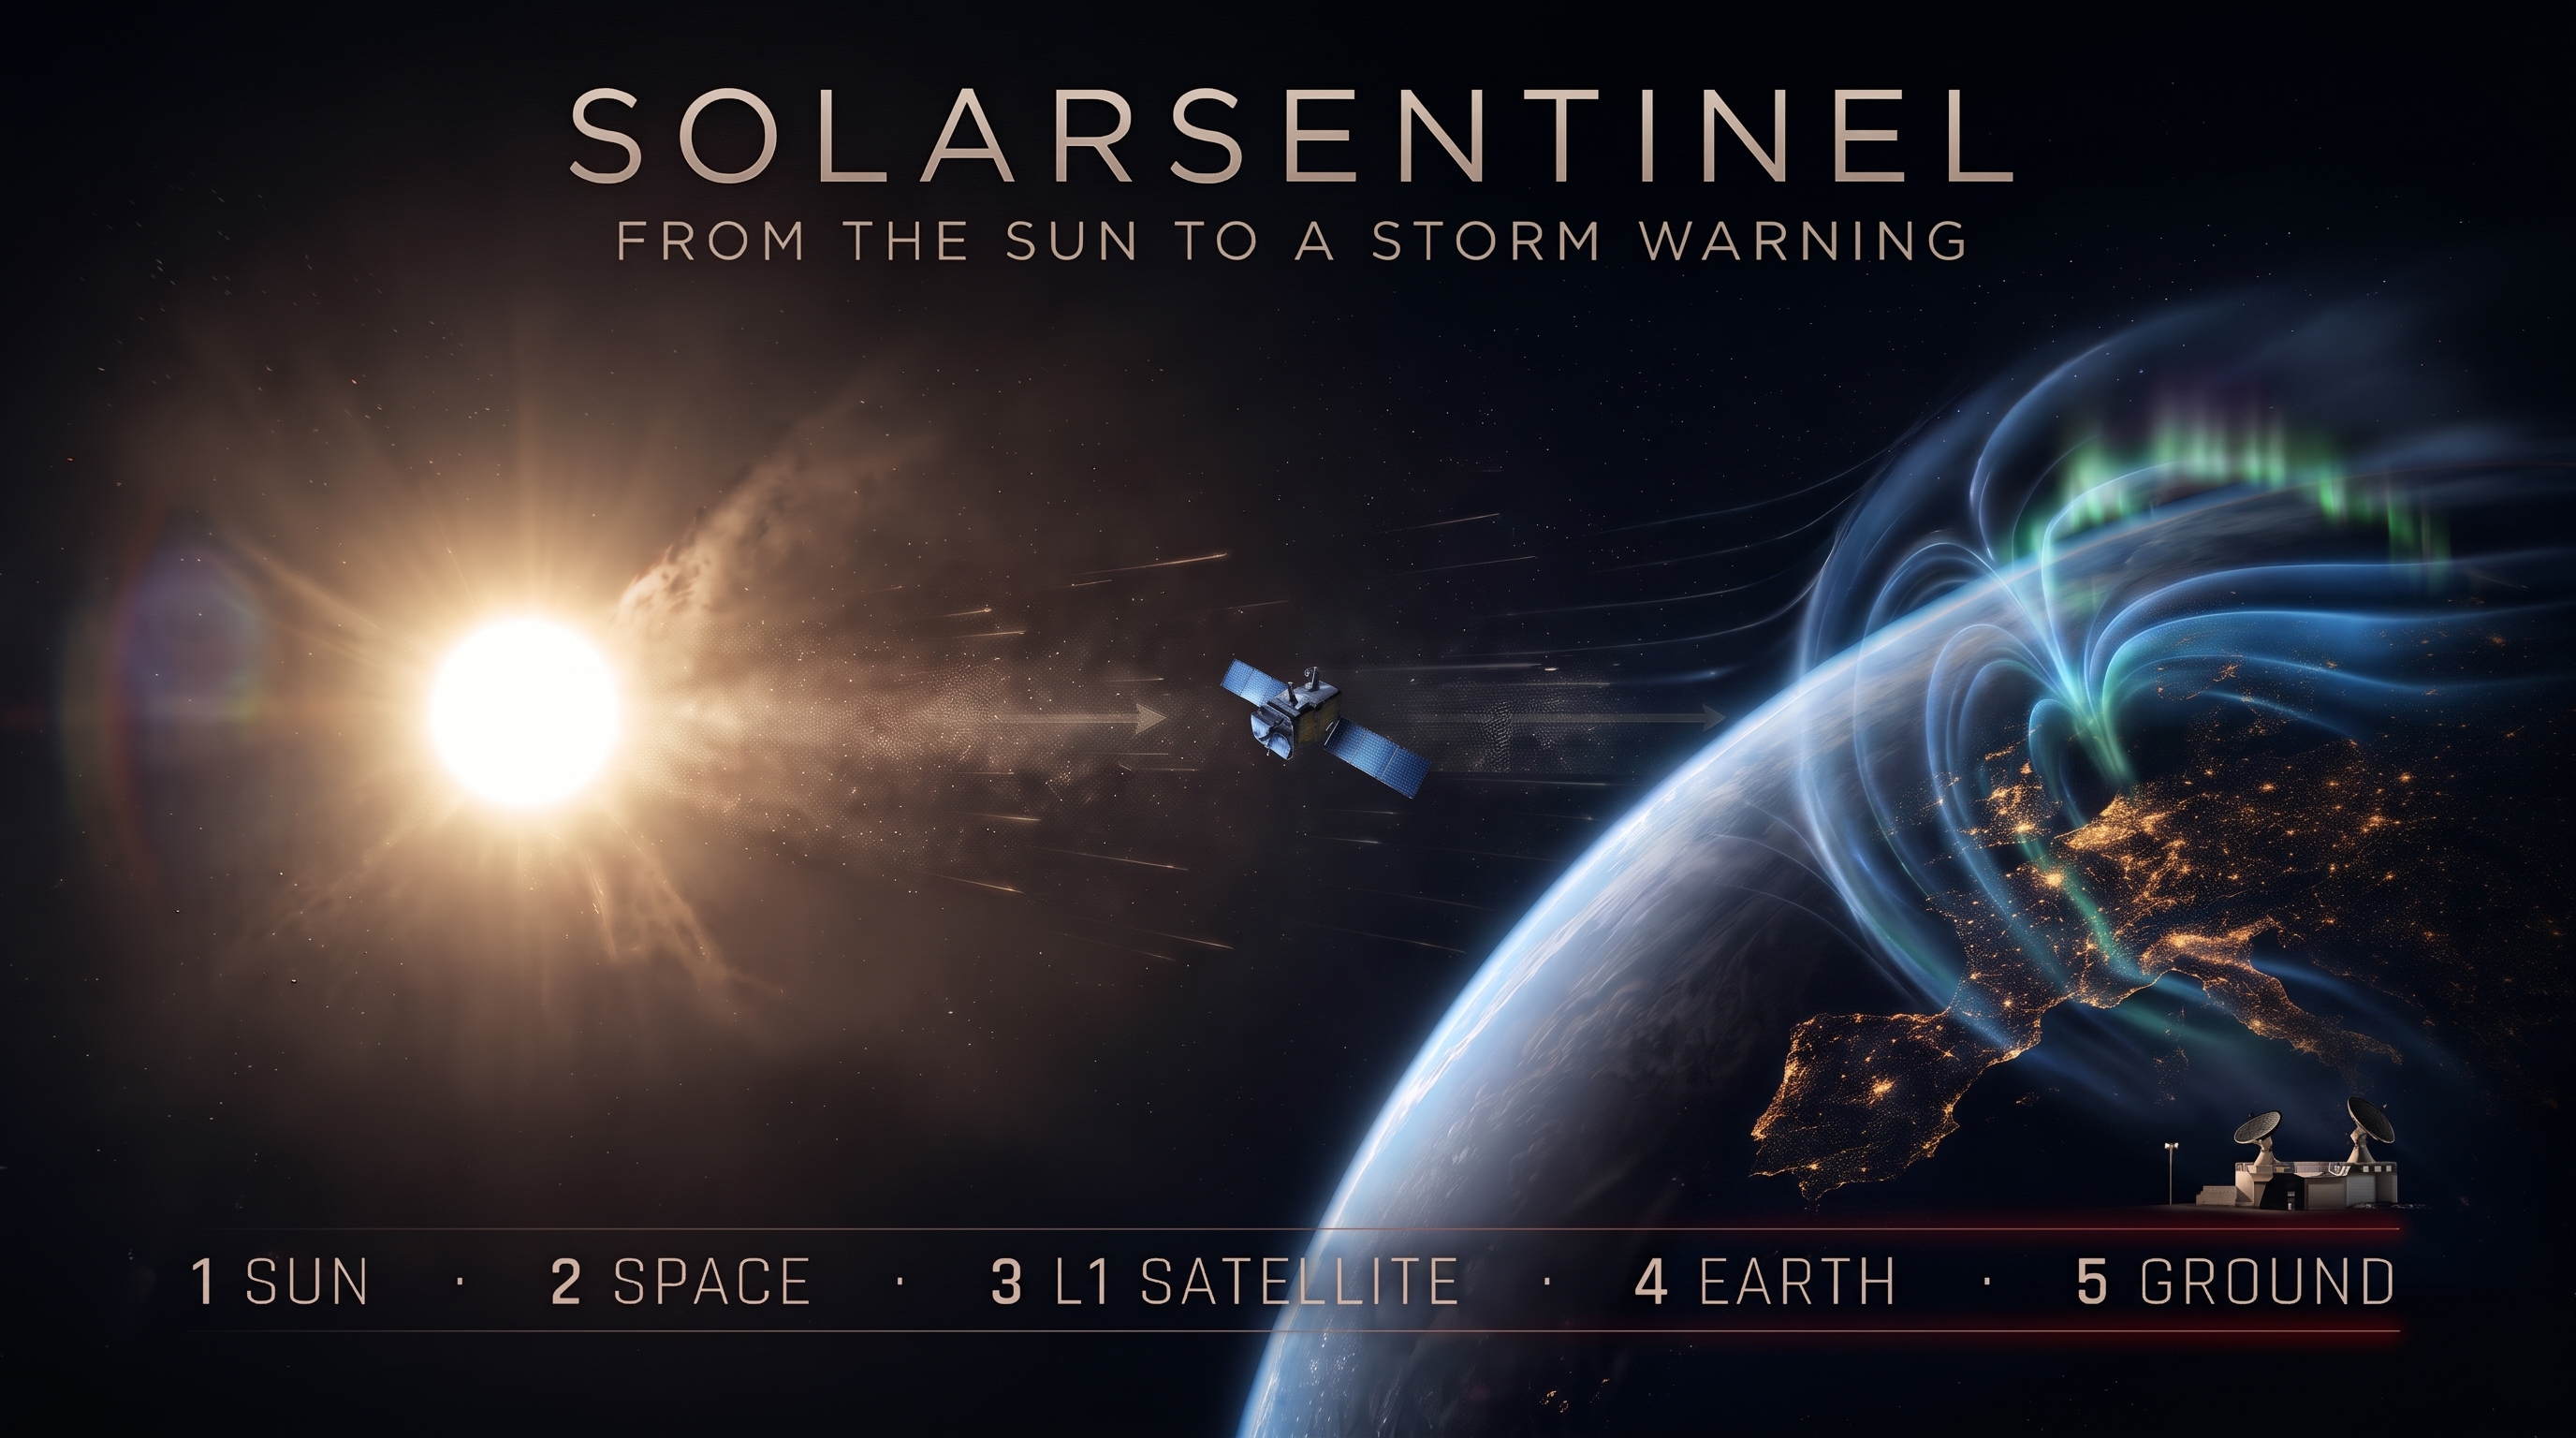 SOLARSENTINEL
FROM THE SUN TO A STORM WARNING
1 SUN · 2 SPACE · 3 L1 SATELLITE · 4 EARTH · 5 GROUND